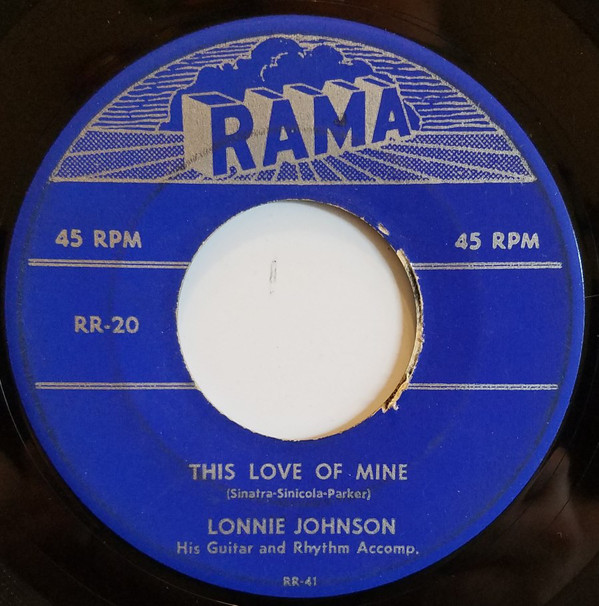 RAMA
45 RPM 45 RPM
RR-20
THIS LOVE OF MINE
(Sinatra-Sinicola-Parker)
LONNIE JOHNSON
His Guitar and Rhythm Accomp.
RR-41